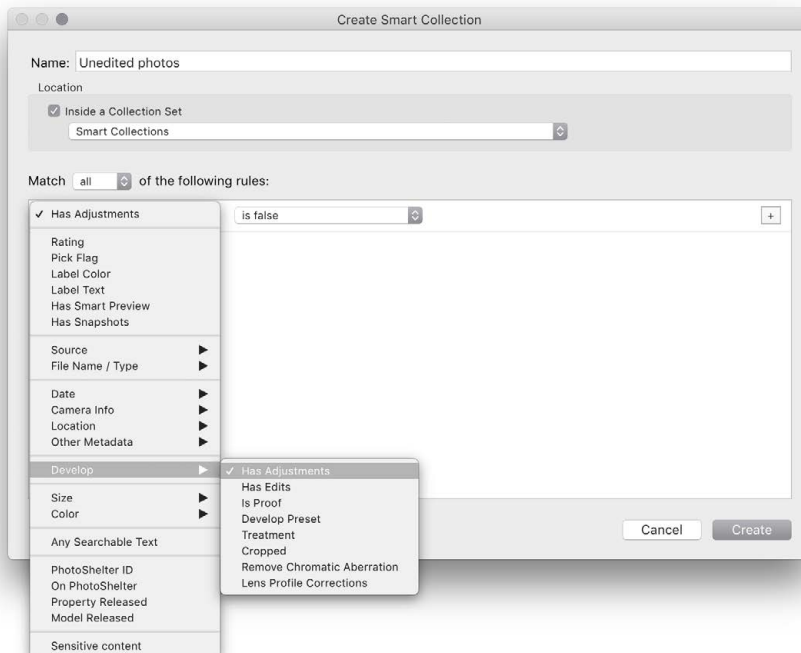 Create Smart Collection
Name: Unedited photos
Location
Inside a Collection Set
Smart Collections
Match all of the following rules:
✓ Has Adjustments
is false
+
Rating
Pick Flag
Label Color
Label Text
Has Smart Preview
Has Snapshots
Source
File Name / Type
Date
Camera Info
Location
Other Metadata
Develop
✓ Has Adjustments
Has Edits
Is Proof
Develop Preset
Treatment
Cropped
Remove Chromatic Aberration
Lens Profile Corrections
Size
Color
Any Searchable Text
PhotoShelter ID
On PhotoShelter
Property Released
Model Released
Sensitive content
Cancel
Create